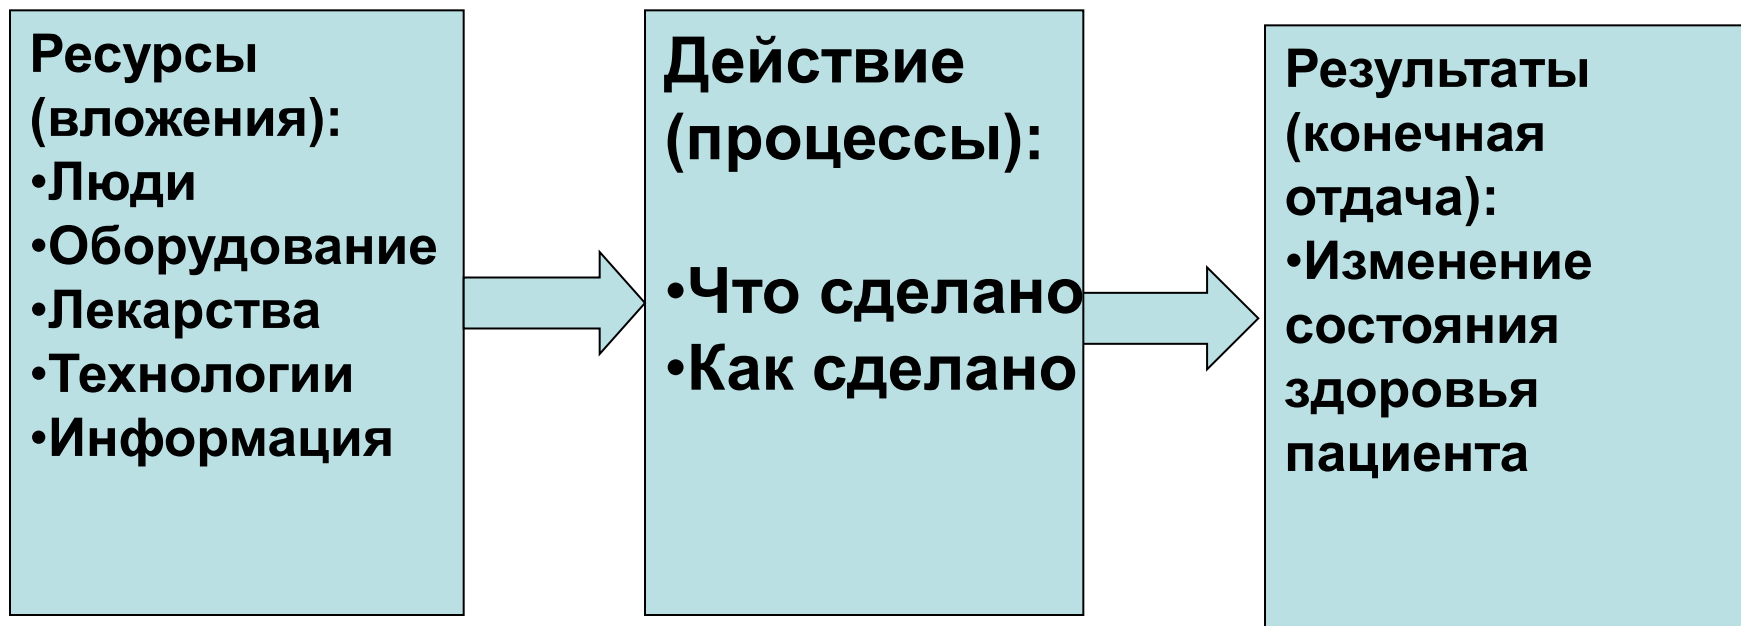 Ресурсы
(вложения):
•Люди
•Оборудование
•Лекарства
•Технологии
•Информация
Действие
(процессы):
•Что сделано
•Как сделано
Результаты
(конечная
отдача):
•Изменение
состояния
здоровья
пациента